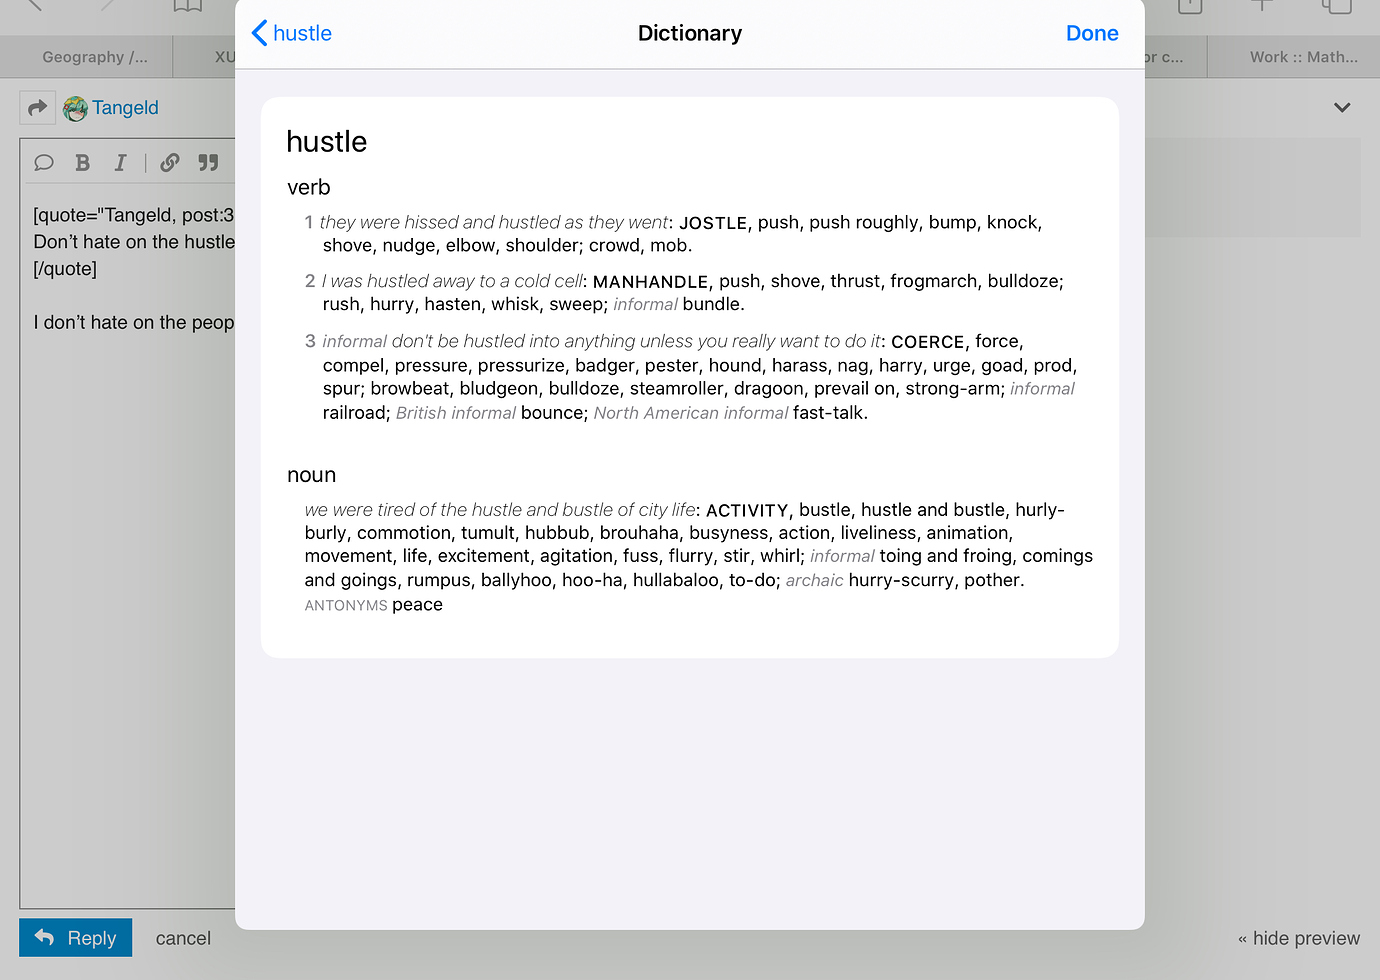 hustle
Dictionary
Done
Geography /...
XU
or c...
Work :: Math...
Tangeld
B I
[quote="Tangeld, post:3
Don’t hate on the hustle
[/quote]
I don’t hate on the peop
hustle
verb
1 they were hissed and hustled as they went: JOSTLE, push, push roughly, bump, knock,
shove, nudge, elbow, shoulder; crowd, mob.
2 I was hustled away to a cold cell: MANHANDLE, push, shove, thrust, frogmarch, bulldoze;
rush, hurry, hasten, whisk, sweep; informal bundle.
3 informal don't be hustled into anything unless you really want to do it: COERCE, force,
compel, pressure, pressurize, badger, pester, hound, harass, nag, harry, urge, goad, prod,
spur; browbeat, bludgeon, bulldoze, steamroller, dragoon, prevail on, strong-arm; informal
railroad; British informal bounce; North American informal fast-talk.
noun
we were tired of the hustle and bustle of city life: ACTIVITY, bustle, hustle and bustle, hurly-
burly, commotion, tumult, hubbub, brouhaha, busyness, action, liveliness, animation,
movement, life, excitement, agitation, fuss, flurry, stir, whirl; informal toing and froing, comings
and goings, rumpus, ballyhoo, hoo-ha, hullabaloo, to-do; archaic hurry-scurry, pother.
ANTONYMS peace
Reply
cancel
« hide preview